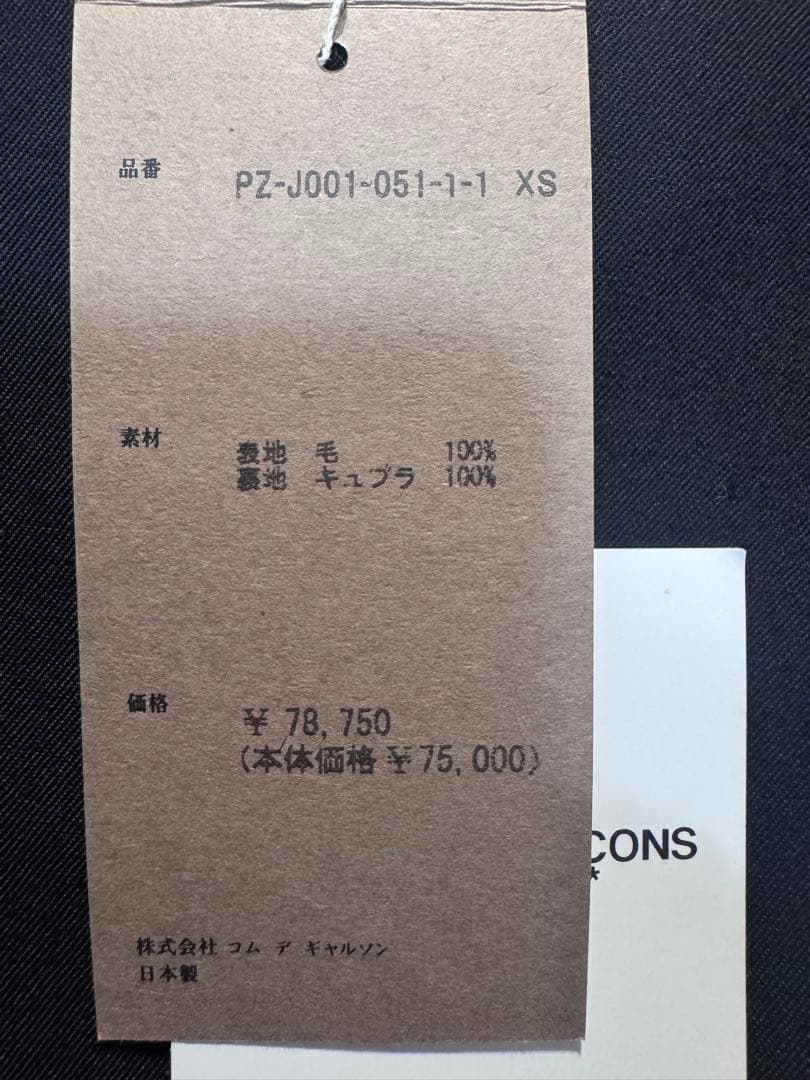 品番 PZ-J001-051-1-1 XS
素材 表地 毛 100%
裏地 キュプラ 100%
価格 ¥ 78,750
(本体価格 ¥75,000)
CONS
*
株式会社 コム デ ギャルソン
日本製